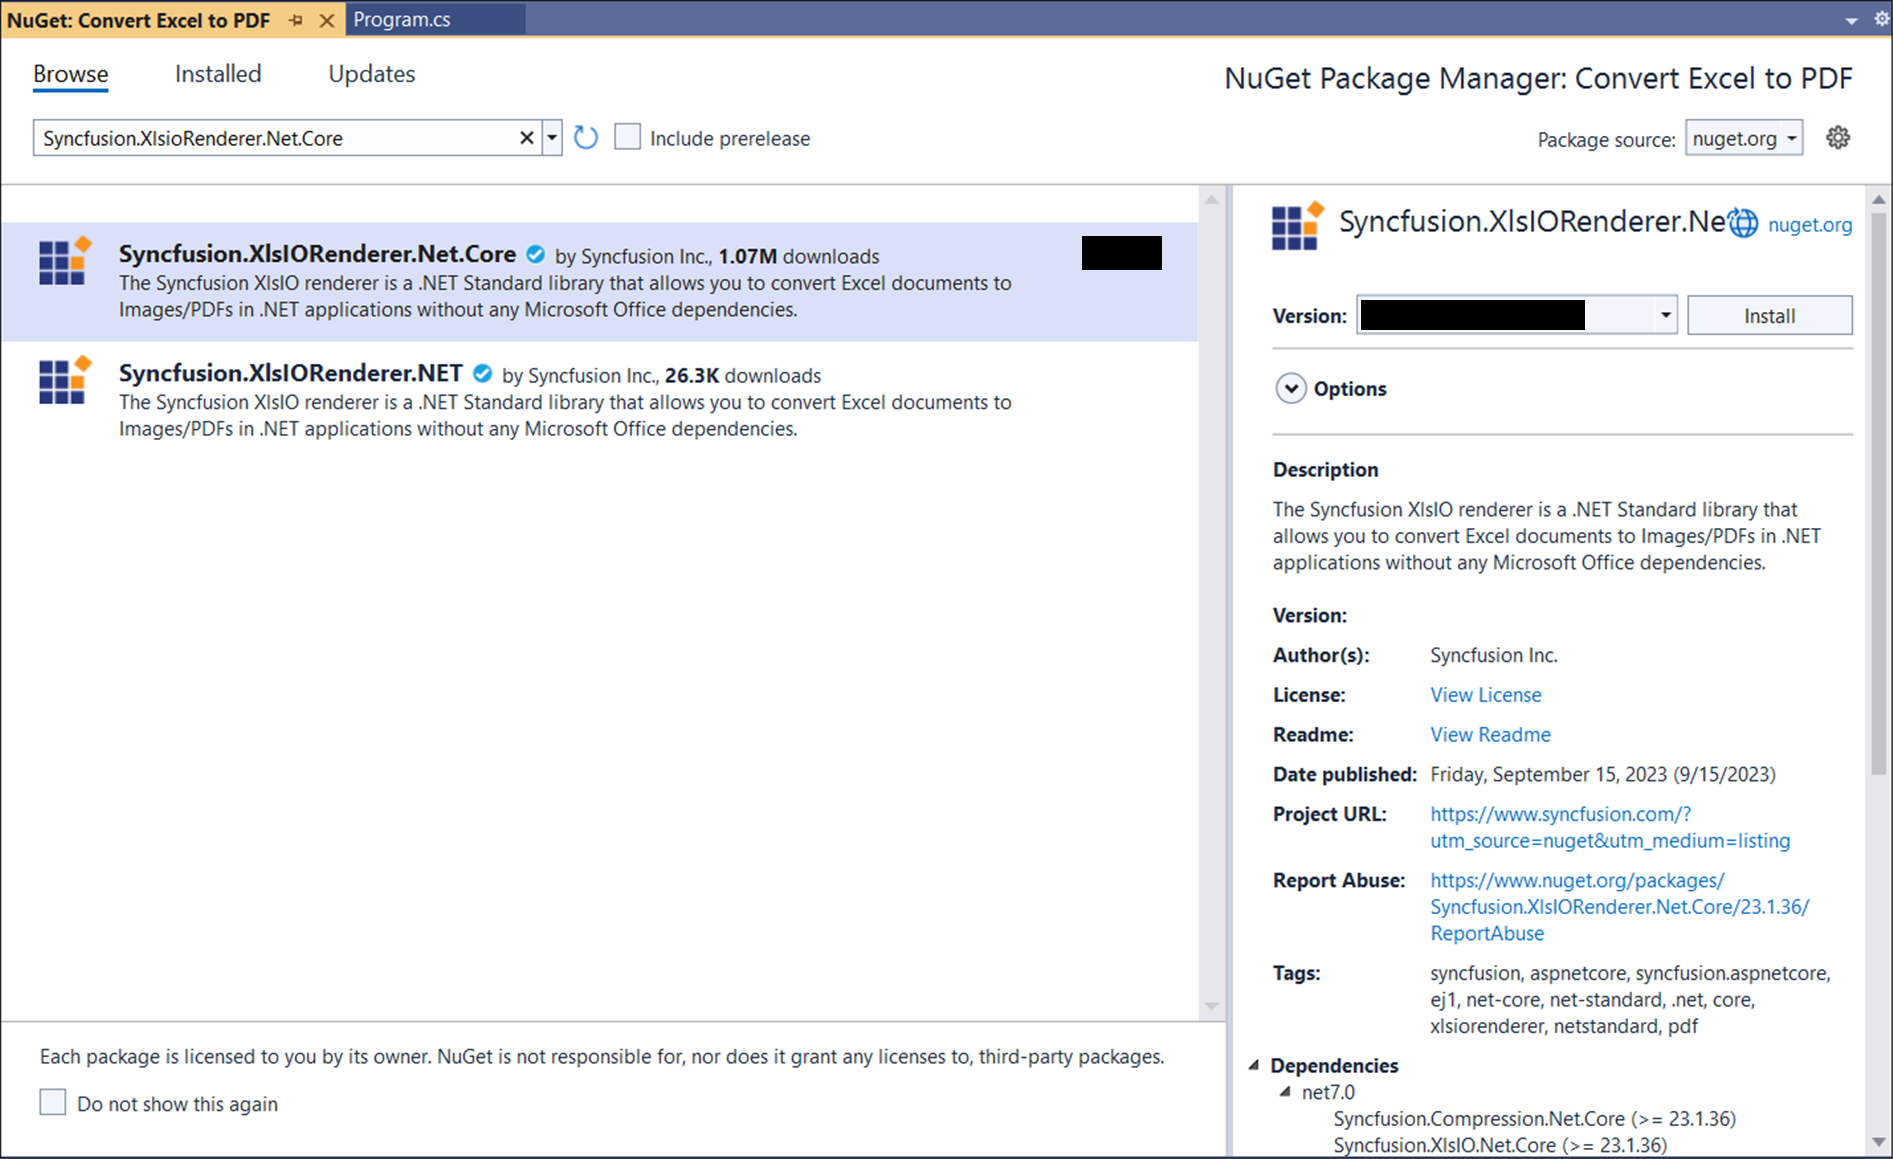 NuGet: Convert Excel to PDF
Program.cs
Browse
Installed
Updates
NuGet Package Manager: Convert Excel to PDF
Syncfusion.XlsioRenderer.Net.Core
Include prerelease
Package source:
nuget.org
Syncfusion.XlsIORenderer.Net.Core by Syncfusion Inc., 1.07M downloads
The Syncfusion XlsIO renderer is a .NET Standard library that allows you to convert Excel documents to
Images/PDFs in .NET applications without any Microsoft Office dependencies.
Syncfusion.XlsIORenderer.NET by Syncfusion Inc., 26.3K downloads
The Syncfusion XlsIO renderer is a .NET Standard library that allows you to convert Excel documents to
Images/PDFs in .NET applications without any Microsoft Office dependencies.
Each package is licensed to you by its owner. NuGet is not responsible for, nor does it grant any licenses to, third-party packages.
Do not show this again
Syncfusion.XlsIORenderer.Ne
nuget.org
Version:
Install
Options
Description
The Syncfusion XlsIO renderer is a .NET Standard library that
allows you to convert Excel documents to Images/PDFs in .NET
applications without any Microsoft Office dependencies.
Version:
Author(s): Syncfusion Inc.
License: View License
Readme: View Readme
Date published: Friday, September 15, 2023 (9/15/2023)
Project URL: https://www.syncfusion.com/?
utm_source=nuget&utm_medium=listing
Report Abuse: https://www.nuget.org/packages/
Syncfusion.XlsIORenderer.Net.Core/23.1.36/
ReportAbuse
Tags: syncfusion, aspnetcore, syncfusion.aspnetcore,
ej1, net-core, net-standard, .net, core,
xlsiorenderer, netstandard, pdf
Dependencies
net7.0
Syncfusion.Compression.Net.Core (>= 23.1.36)
Syncfusion.XlsIO.Net.Core (>= 23.1.36)